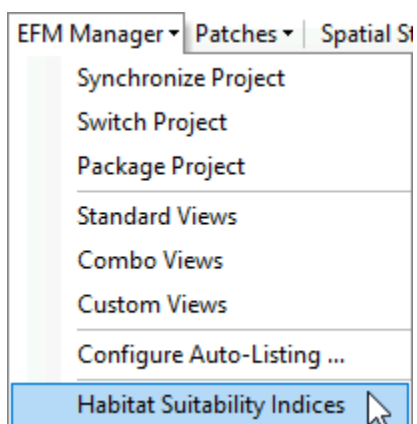 EFM Manager Patches Spatial St
Synchronize Project
Switch Project
Package Project
Standard Views
Combo Views
Custom Views
Configure Auto-Listing ...
Habitat Suitability Indices